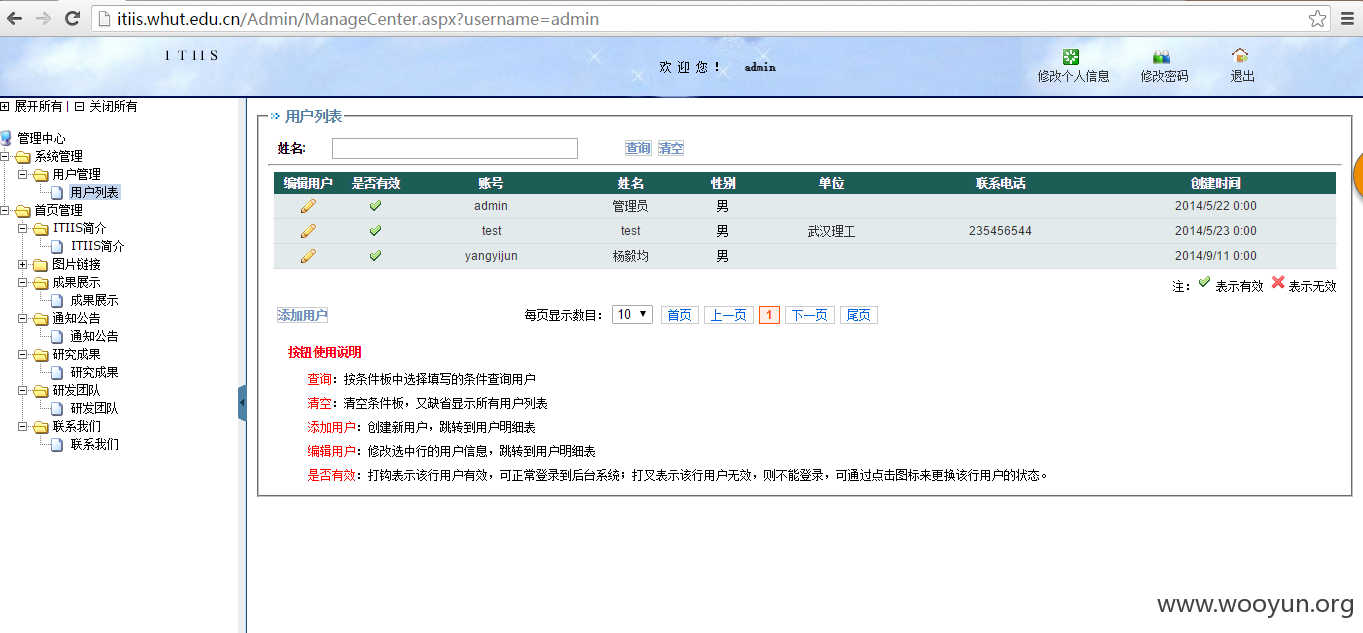 itiis.whut.edu.cn/Admin/ManageCenter.aspx?username=admin
ITIIS
欢 迎 您 ! admin
修改个人信息 修改密码 退出
展开所有 | 关闭所有
管理中心
系统管理
用户管理
用户列表
首页管理
ITIIS简介
ITIIS简介
图片链接
成果展示
成果展示
通知公告
通知公告
研究成果
研究成果
研发团队
研发团队
联系我们
联系我们
用户列表
姓名: 查询 清空
编辑用户 是否有效 账号 姓名 性别 单位 联系电话 创建时间
admin 管理员 男 2014/5/22 0:00
test test 男 武汉理工 235456544 2014/5/23 0:00
yangyijun 杨毅均 男 2014/9/11 0:00
注: 表示有效 表示无效
添加用户 每页显示数目: 10 首页 上一页 1 下一页 尾页
按钮使用说明
查询：按条件板中选择填写的条件查询用户
清空：清空条件板，又缺省显示所有用户列表
添加用户：创建新用户，跳转到用户明细表
编辑用户：修改选中行的用户信息，跳转到用户明细表
是否有效：打钩表示该行用户有效，可正常登录到后台系统；打叉表示该行用户无效，则不能登录，可通过点击图标来更换该行用户的状态。
www.wooyun.org